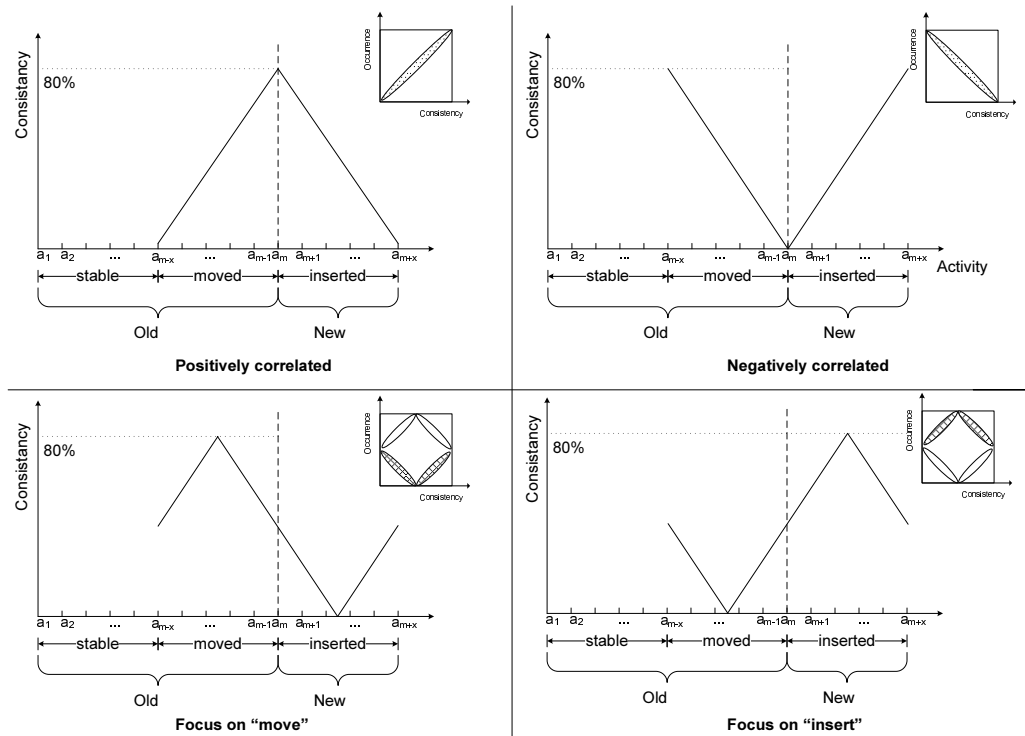 Consistancy
80%
Occurrence
Consistency
a1 a2 ... am-x ... am-1 am am+1 ... am+x
stable moved inserted
Old New
Positively correlated
Consistancy
80%
Occurrence
Consistency
a1 a2 ... am-x ... am-1 am am+1 ... am+x
Activity
stable moved inserted
Old New
Negatively correlated
Consistancy
80%
Occurrence
Consistency
a1 a2 ... am-x ... am-1 am am+1 ... am+x
stable moved inserted
Old New
Focus on “move”
Consistancy
80%
Occurrence
Consistency
a1 a2 ... am-x ... am-1 am am+1 ... am+x
stable moved inserted
Old New
Focus on “insert”